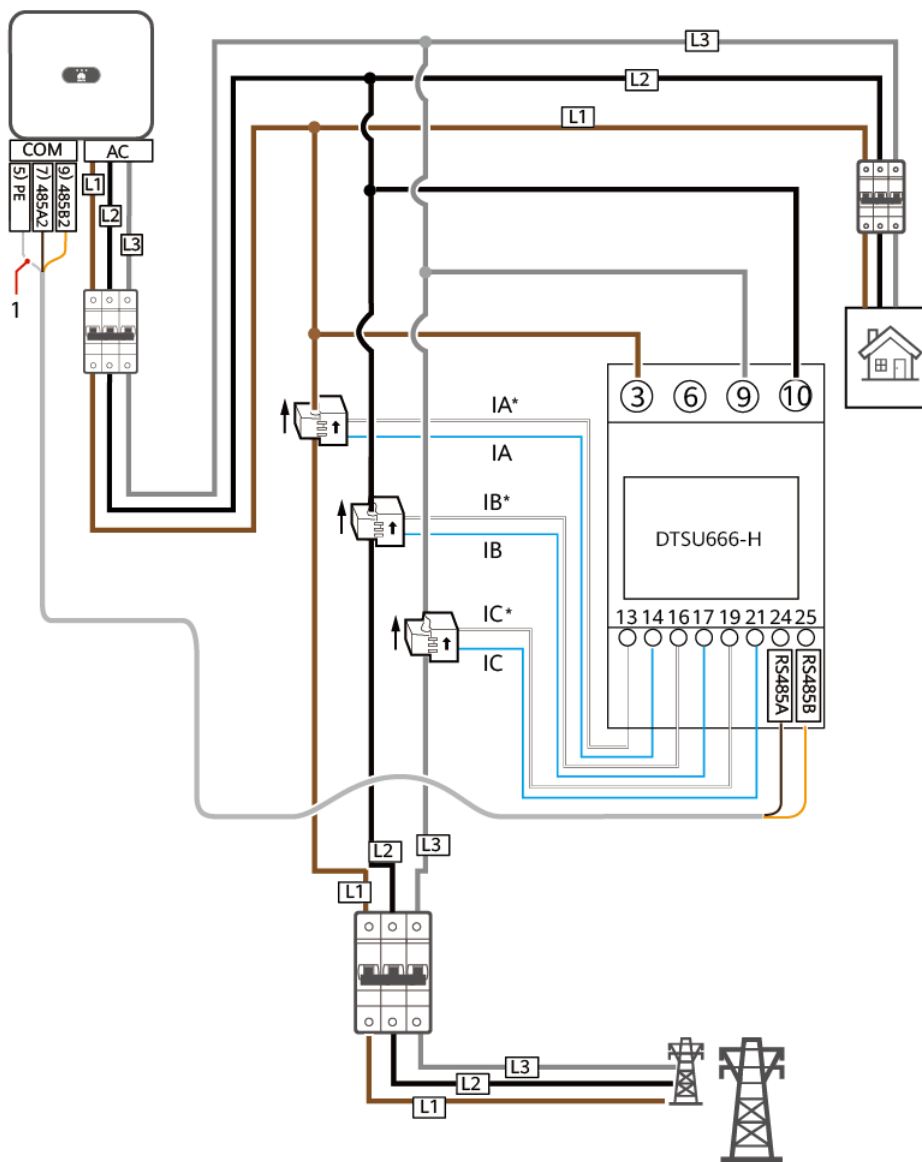 L3
L2
L1
COM
AC
5) PE
7) 485A2
9) 485B2
L1
L2
L3
1
3
6
9
10
IA*
IA
IB*
IB
IC*
IC
DTSU666-H
13 14 16 17 19 21 24 25
RS485A
RS485B
L3
L2
L1
L3
L2
L1